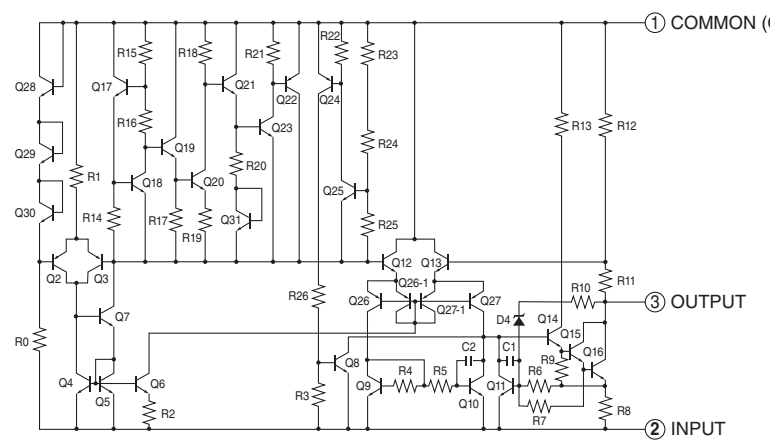 1 COMMON (
R15
R18
R21
R22
R23
Q28
Q17
Q21
Q22
Q24
R13
R12
R16
Q23
R24
Q29
Q19
R1
Q18
Q20
R20
Q25
Q30
R14
R17
R19
Q31
R25
Q2
Q3
Q12
Q13
R11
Q26-1
R10
3 OUTPUT
R26
Q26
Q27-1
Q27
D4
Q14
Q7
Q15
R0
Q8
C2
C1
R9
Q16
Q4
Q5
Q6
R3
Q9
R4
R5
Q10
Q11
R6
R2
R7
R8
2 INPUT